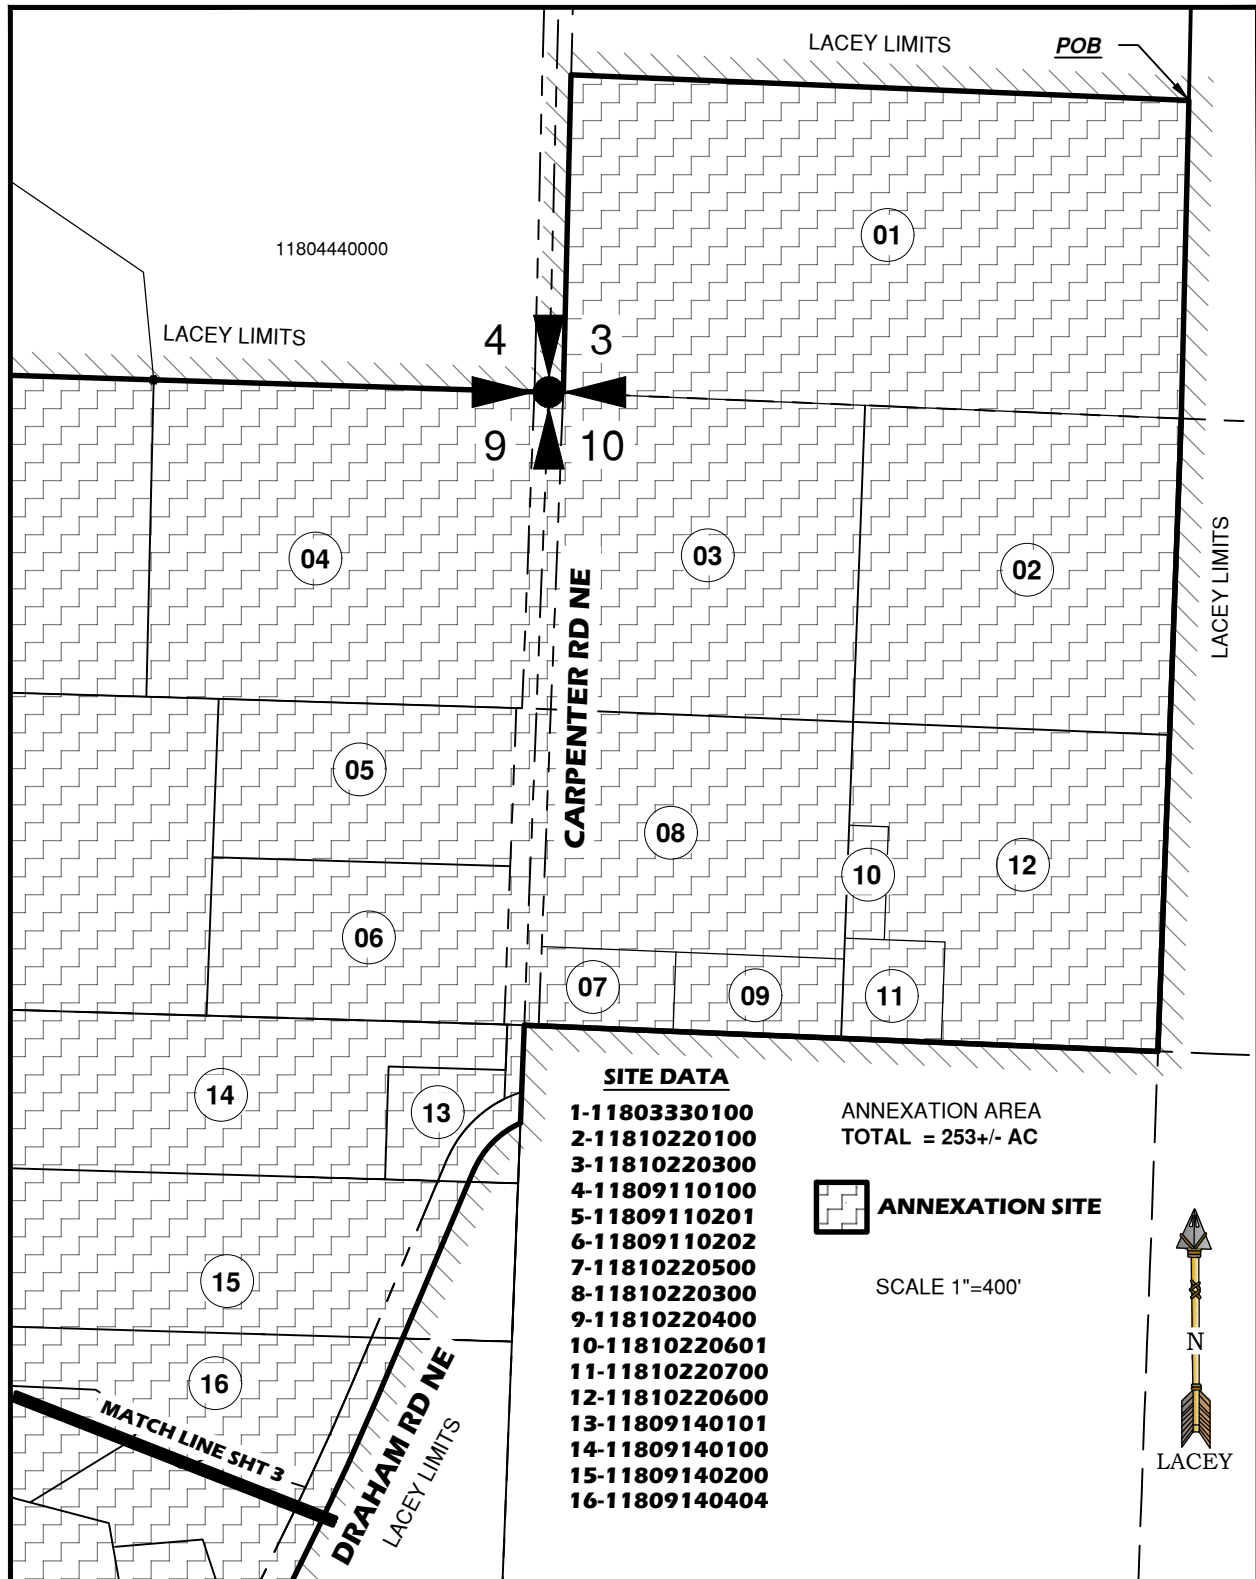 LACEY LIMITS
POB
01
11804440000
LACEY LIMITS
4
3
9
10
04
03
02
LACEY LIMITS
CARPENTER RD NE
05
08
10
12
06
07
09
11
14
13
SITE DATA
1-11803330100
2-11810220100
3-11810220300
4-11809110100
5-11809110201
6-11809110202
7-11810220500
8-11810220300
9-11810220400
10-11810220601
11-11810220700
12-11810220600
13-11809140101
14-11809140100
15-11809140200
16-11809140404
ANNEXATION AREA
TOTAL = 253+/- AC
ANNEXATION SITE
SCALE 1"=400'
N
LACEY
15
16
MATCH LINE SHT 3
DRAHAM RD NE
LACEY LIMITS